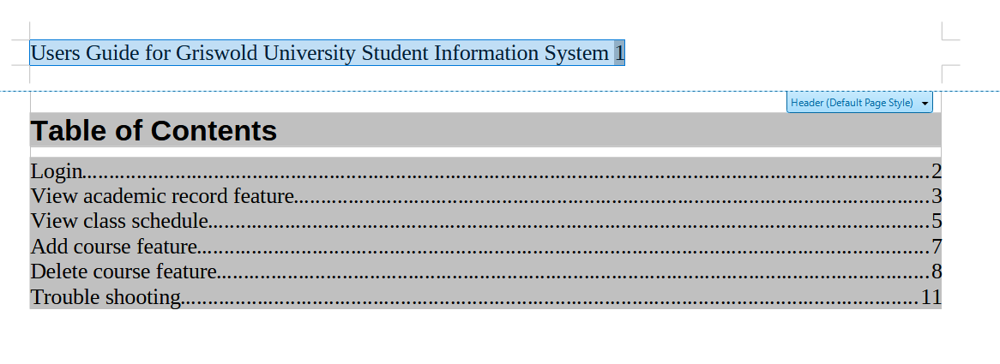 Users Guide for Griswold University Student Information System 1
Header (Default Page Style)
Table of Contents
Login........................................................................................................................2
View academic record feature........................................................................................3
View class schedule........................................................................................................5
Add course feature........................................................................................................7
Delete course feature......................................................................................................8
Trouble shooting..........................................................................................................11